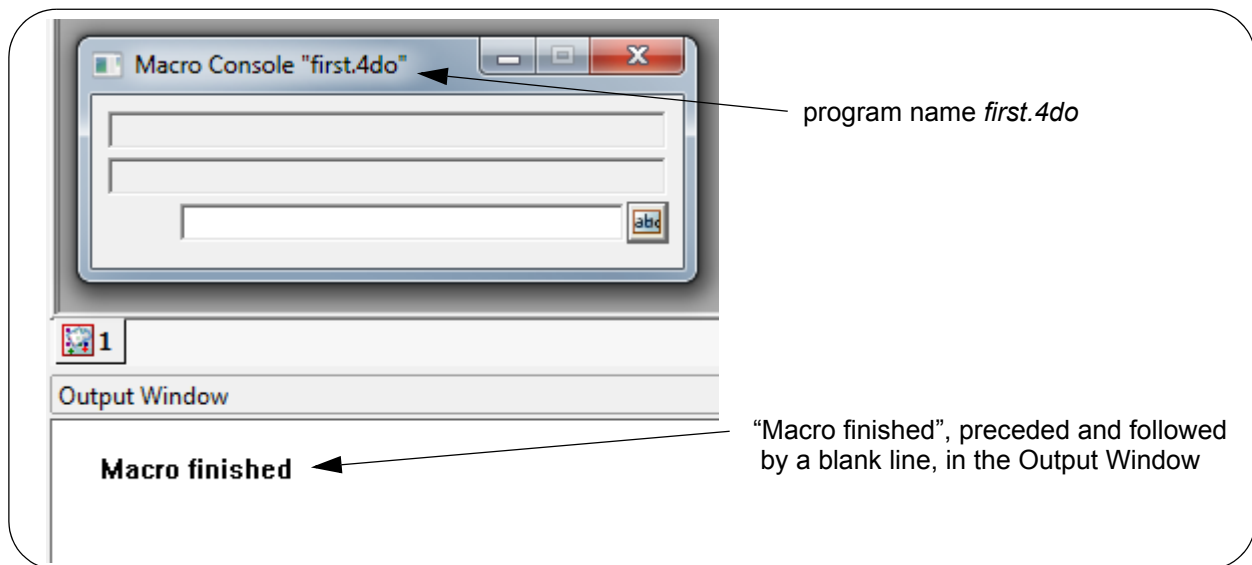 Macro Console "first.4do"
program name first.4do
abc
1
Output Window
“Macro finished”, preceded and followed
by a blank line, in the Output Window
Macro finished